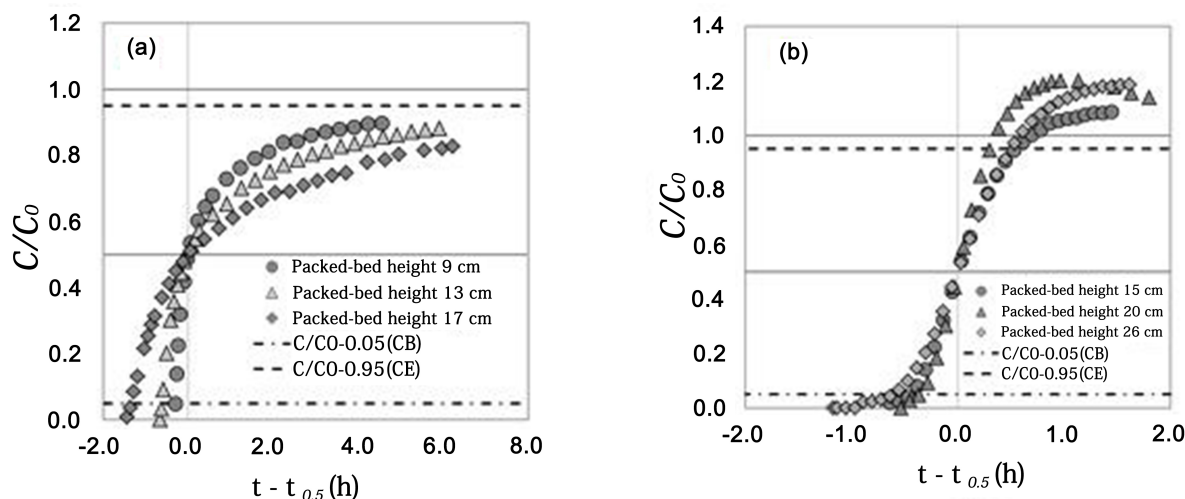 (a)
1.2
1.0
0.8
0.6
0.4
0.2
0.0
C/C0
Packed-bed height 9 cm
Packed-bed height 13 cm
Packed-bed height 17 cm
C/C0-0.05(CB)
C/C0-0.95(CE)
-2.0 0.0 2.0 4.0 6.0 8.0
t - t 0.5 (h)
(b)
1.4
1.2
1.0
0.8
0.6
0.4
0.2
0.0
C/C0
Packed-bed height 15 cm
Packed-bed height 20 cm
Packed-bed height 26 cm
C/C0-0.05(CB)
C/C0-0.95(CE)
-2.0 -1.0 0.0 1.0 2.0
t - t 0.5 (h)